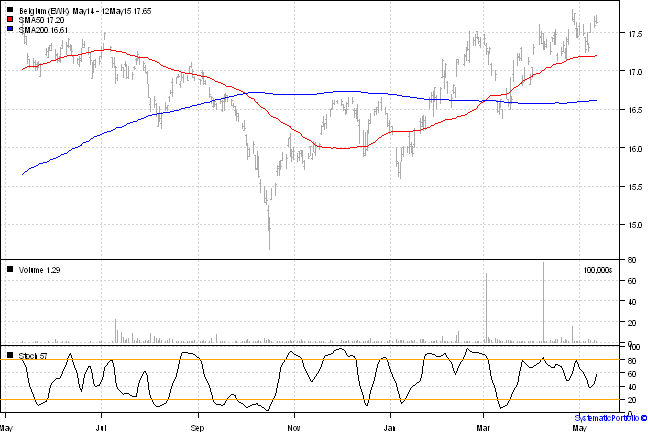 Belgium (EWK) May14 - 12May15 17.65
SMA50 17.20
SMA200 16.61
17.5
17.0
16.5
16.0
15.5
15.0
80
Volume 1.29
100,000s
60
40
20
0
100
Stoch 57
80
60
40
20
0
May
Jul
Sep
Nov
Jan
Mar
May
SystematicPortfolio ©